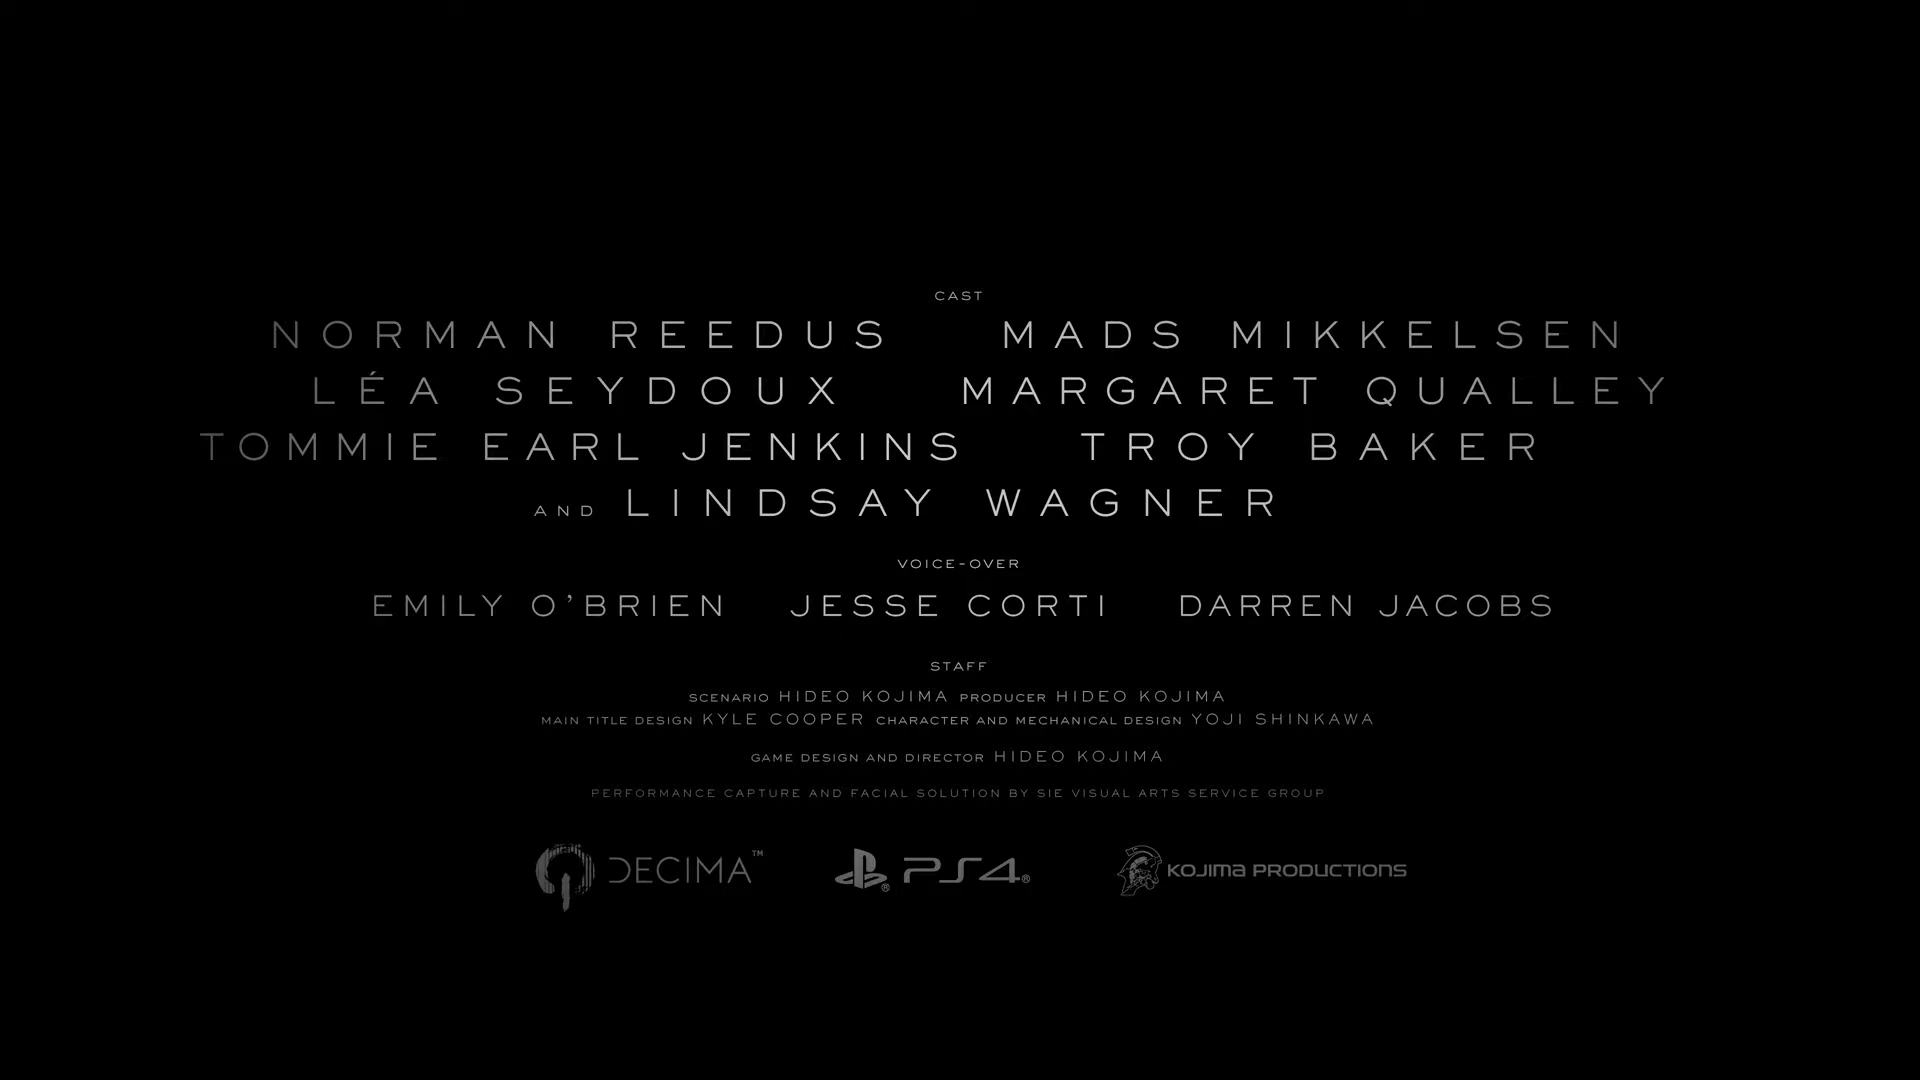 CAST
NORMAN REEDUS MADS MIKKELSEN
LÉA SEYDOUX MARGARET QUALLEY
TOMMIE EARL JENKINS TROY BAKER
AND LINDSAY WAGNER
VOICE-OVER
EMILY O’BRIEN JESSE CORTI DARREN JACOBS
STAFF
SCENARIO HIDEO KOJIMA PRODUCER HIDEO KOJIMA
MAIN TITLE DESIGN KYLE COOPER CHARACTER AND MECHANICAL DESIGN YOJI SHINKAWA
GAME DESIGN AND DIRECTOR HIDEO KOJIMA
PERFORMANCE CAPTURE AND FACIAL SOLUTION BY SIE VISUAL ARTS SERVICE GROUP
DECIMA™ ® PS4® KOJIMA PRODUCTIONS